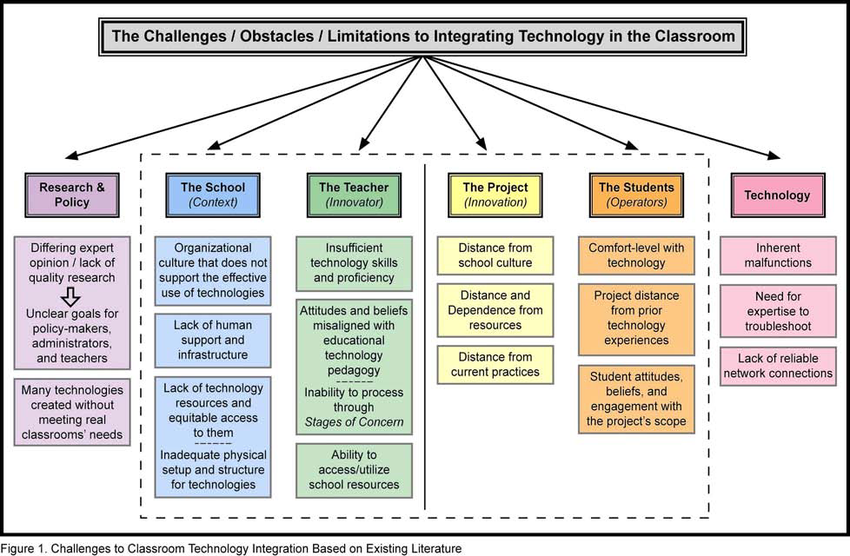 The Challenges / Obstacles / Limitations to Integrating Technology in the Classroom
Research &
Policy
Differing expert
opinion / lack of
quality research
Unclear goals for
policy-makers,
administrators,
and teachers
Many technologies
created without
meeting real
classrooms' needs
The School
(Context)
Organizational
culture that does not
support the effective
use of technologies
Lack of human
support and
infrastructure
Lack of technology
resources and
equitable access
to them
Inadequate physical
setup and structure
for technologies
The Teacher
(Innovator)
Insufficient
technology skills
and proficiency
Attitudes and beliefs
misaligned with
educational
technology
pedagogy
Inability to process
through
Stages of Concern
Ability to
access/utilize
school resources
The Project
(Innovation)
Distance from
school culture
Distance and
Dependence from
resources
Distance from
current practices
The Students
(Operators)
Comfort-level with
technology
Project distance
from prior
technology
experiences
Student attitudes,
beliefs, and
engagement with
the project's scope
Technology
Inherent
malfunctions
Need for
expertise to
troubleshoot
Lack of reliable
network connections
Figure 1. Challenges to Classroom Technology Integration Based on Existing Literature